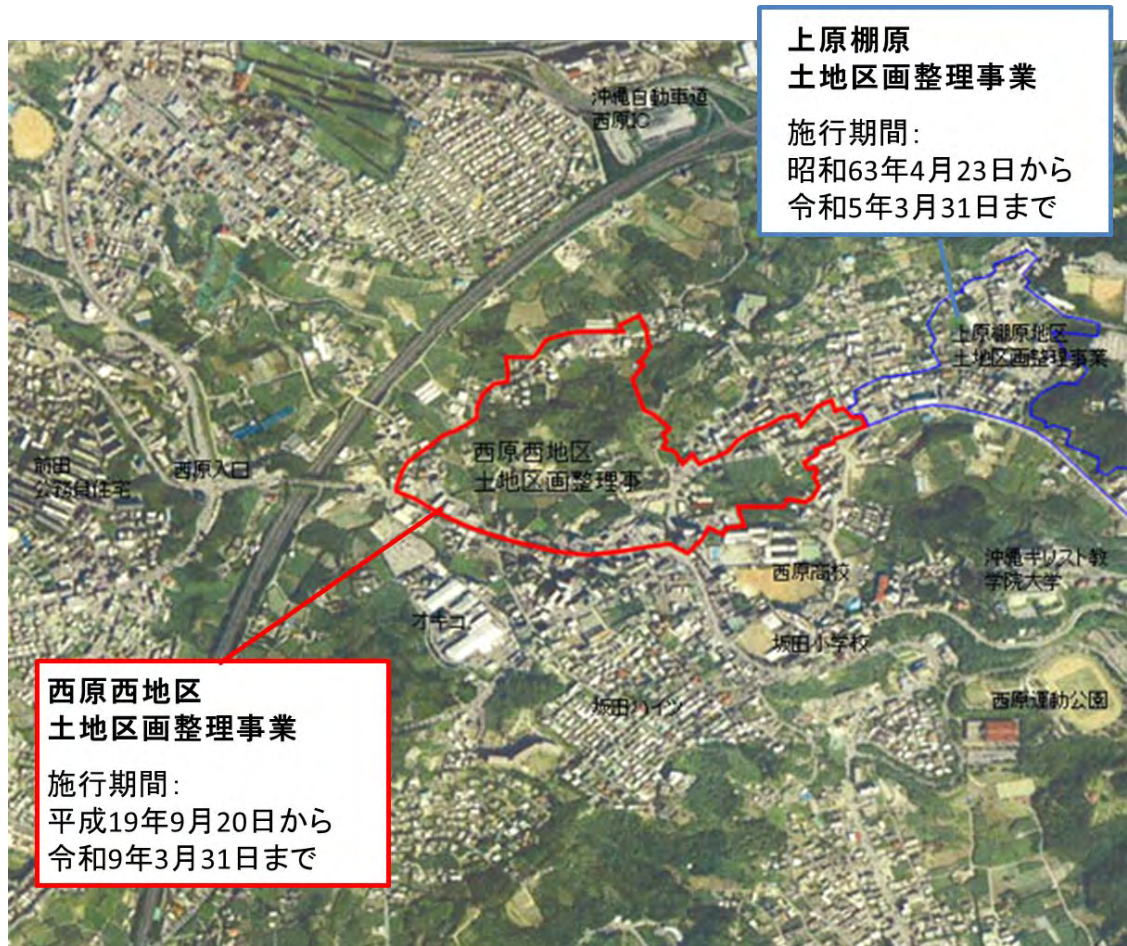 上原棚原
土地区画整理事業
施行期間：
昭和63年4月23日から
令和5年3月31日まで
沖縄自動車道
西原IC
上原棚原地区
土地区画整理事業
西原西地区
土地区画整理事
前田
公務員住宅
西原入口
西原高校
沖縄キリスト教
学院大学
オキコ
坂田小学校
坂田ハイツ
西原運動公園
西原西地区
土地区画整理事業
施行期間：
平成19年9月20日から
令和9年3月31日まで